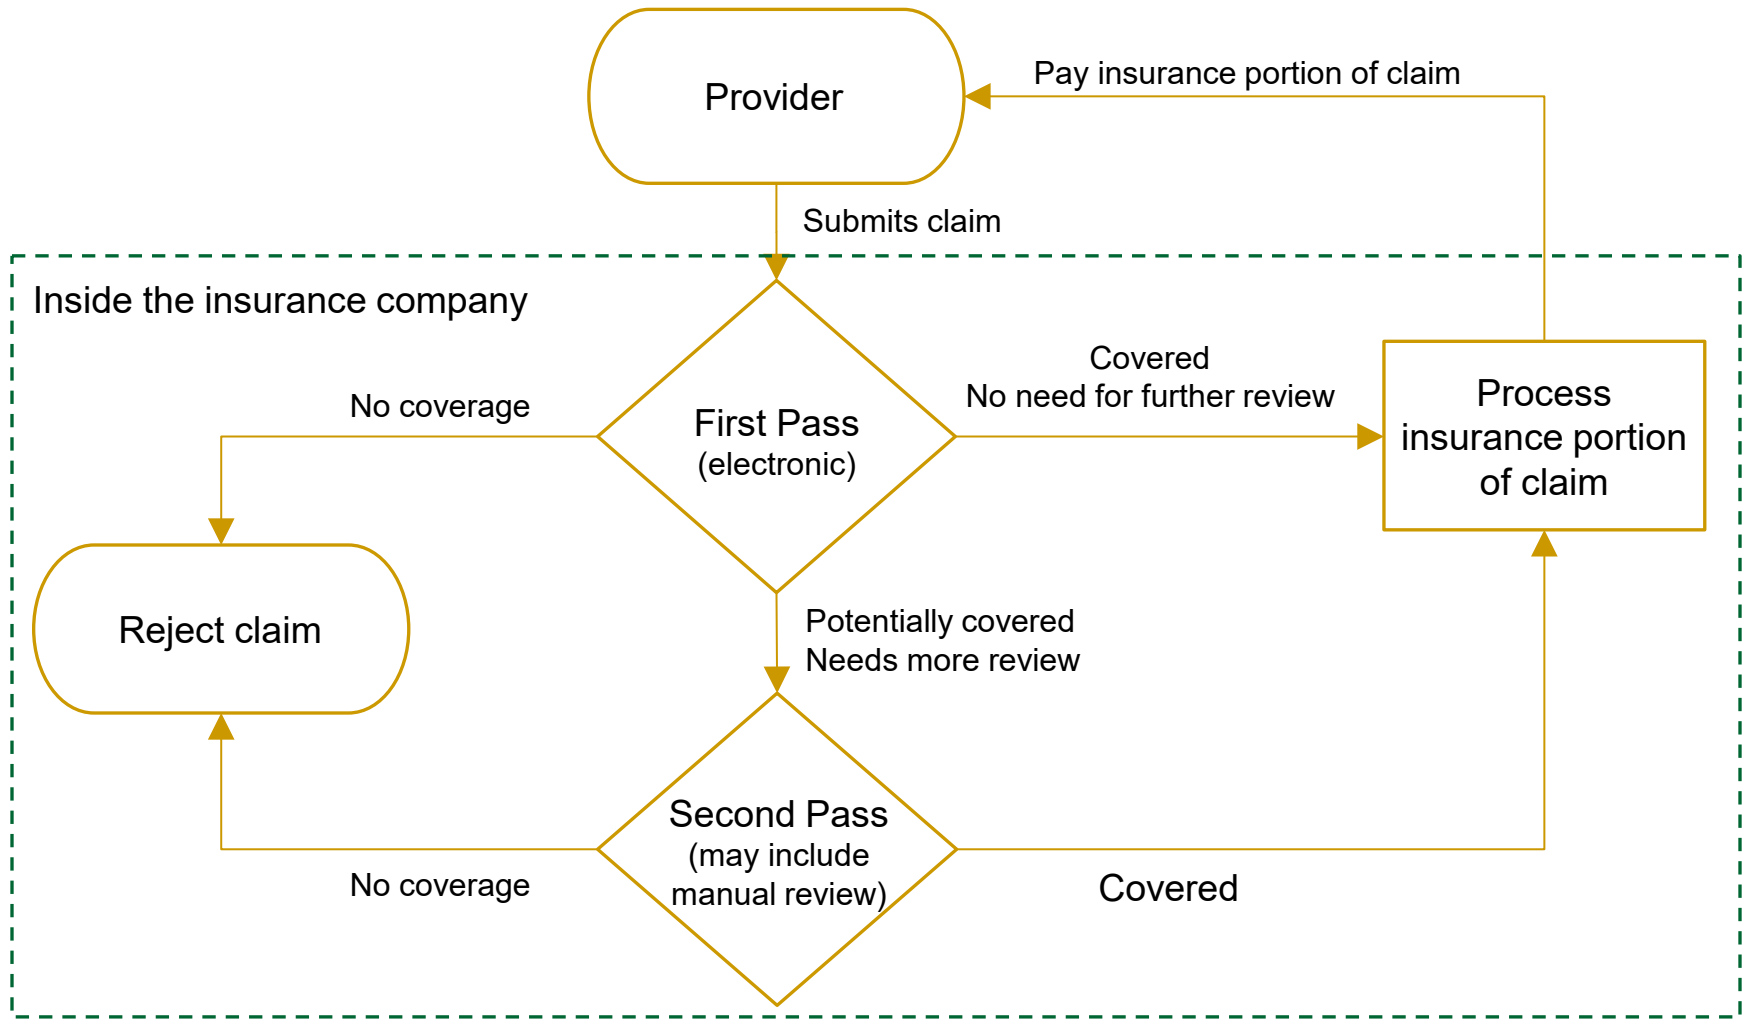 Provider
Pay insurance portion of claim
Submits claim
Inside the insurance company
No coverage
First Pass
(electronic)
Covered
No need for further review
Process
insurance portion
of claim
Reject claim
Potentially covered
Needs more review
Second Pass
(may include
manual review)
No coverage
Covered